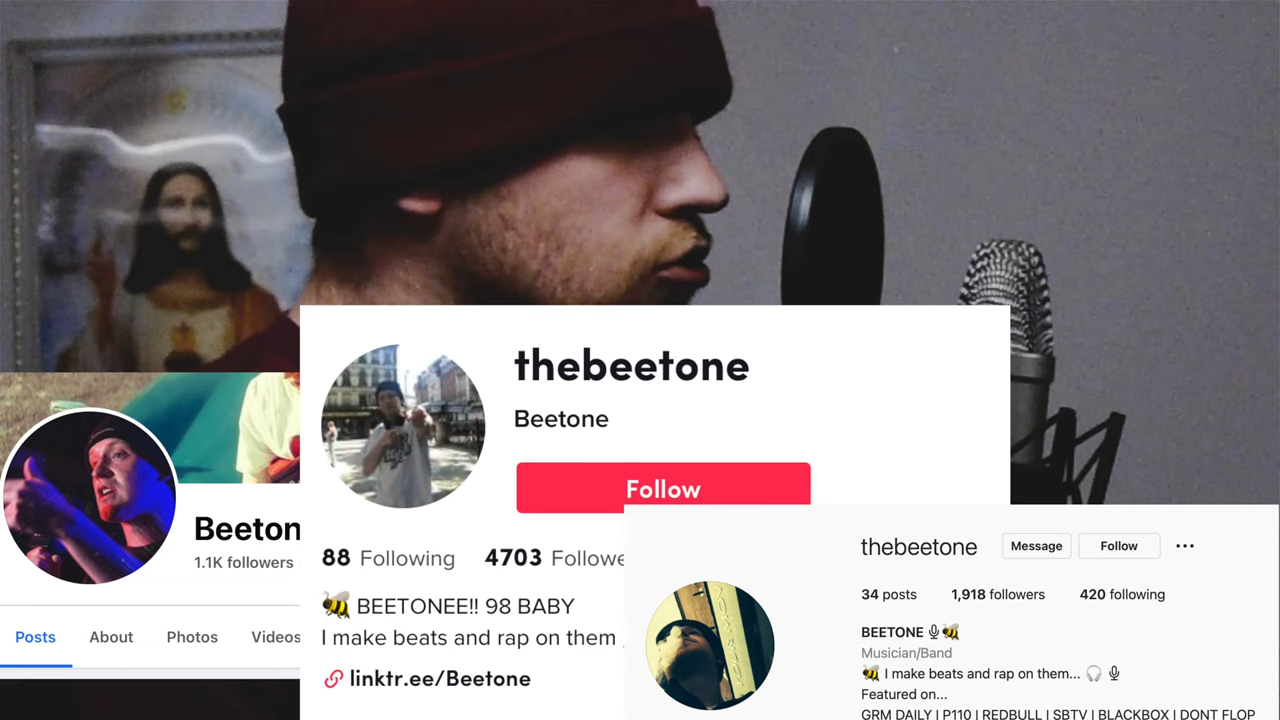 thebeetone
Beetone
Follow
88 Following 4703 Followe
🐝 BEETONEE!! 98 BABY
I make beats and rap on them
linktr.ee/Beetone
Beeton
1.1K followers
Posts About Photos Videos
thebeetone Message Follow ...
34 posts 1,918 followers 420 following
BEETONE 🎙🐝
Musician/Band
🐝 I make beats and rap on them... 🎧 🎙
Featured on...
GRM DAILY | P110 | REDBULL | SBTV | BLACKBOX | DONT FLOP